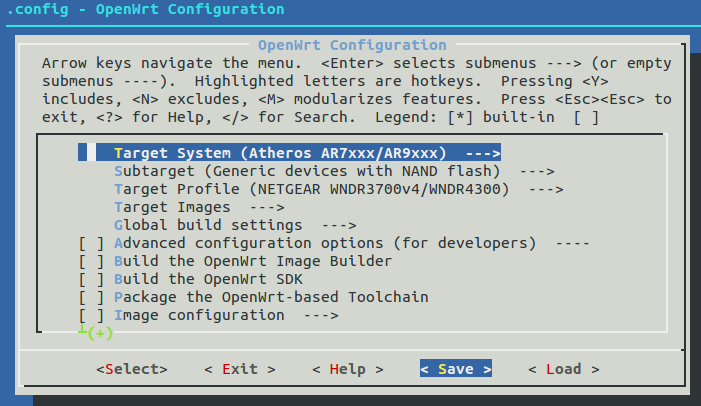 .config - OpenWrt Configuration
OpenWrt Configuration
Arrow keys navigate the menu.  <Enter> selects submenus ---> (or empty
submenus ----).  Highlighted letters are hotkeys.  Pressing <Y>
includes, <N> excludes, <M> modularizes features.  Press <Esc><Esc> to
exit, <?> for Help, </> for Search.  Legend: [*] built-in  [ ]
Target System (Atheros AR7xxx/AR9xxx)  --->
Subtarget (Generic devices with NAND flash)  --->
Target Profile (NETGEAR WNDR3700v4/WNDR4300)  --->
Target Images  --->
Global build settings  --->
[ ] Advanced configuration options (for developers)  ----
[ ] Build the OpenWrt Image Builder
[ ] Build the OpenWrt SDK
[ ] Package the OpenWrt-based Toolchain
[ ] Image configuration  --->
┴(+)
<Select>    < Exit >    < Help >    < Save >    < Load >